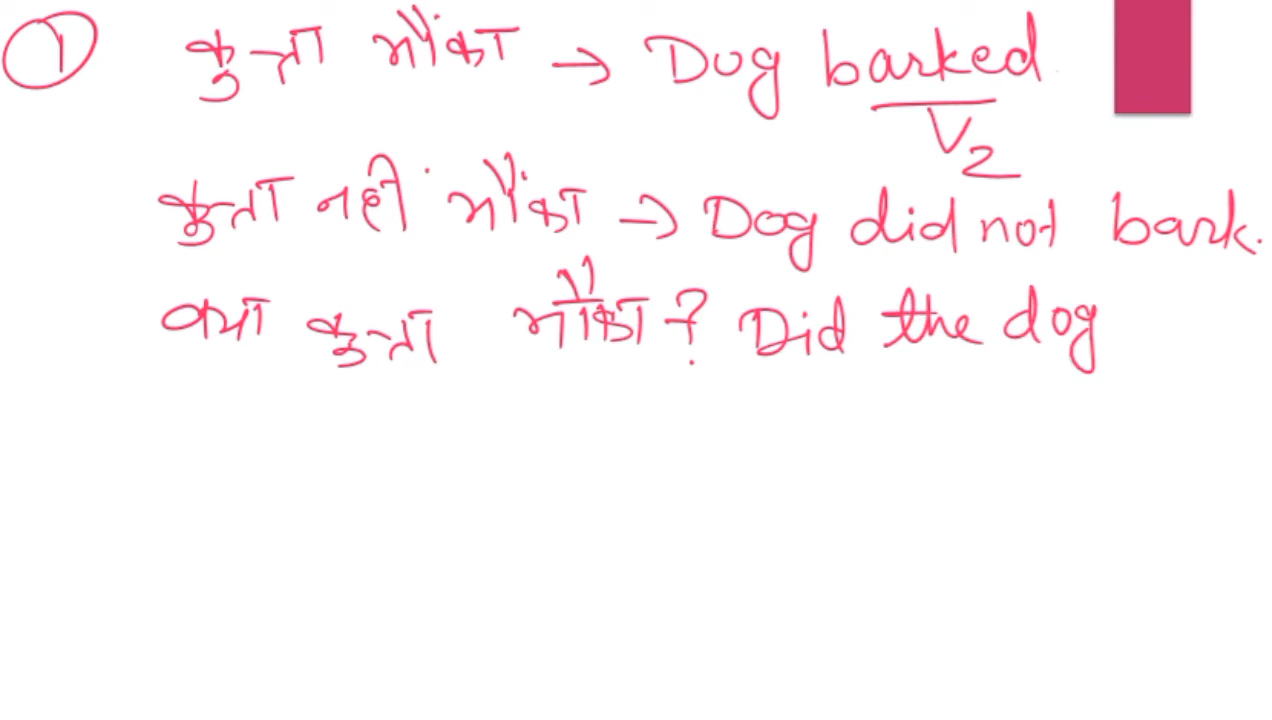 ① कुत्ता भौंका → Dog barked
V2
कुत्ता नहीं भौंका → Dog did not bark.
क्या कुत्ता भौंका? Did the dog